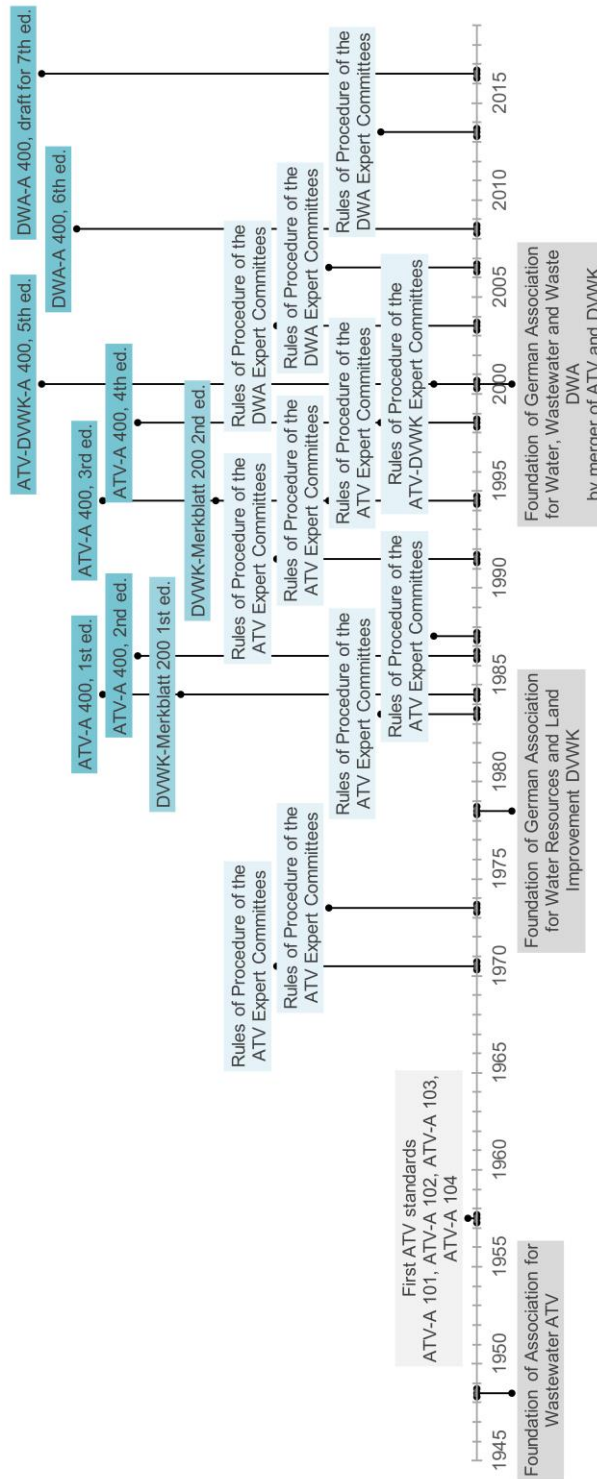 ATV-DVWK-A 400, 5th ed.
DWA-A 400, draft for 7th ed.
DWA-A 400, 6th ed.
ATV-A 400, 1st ed.
ATV-A 400, 3rd ed.
ATV-A 400, 2nd ed.
ATV-A 400, 4th ed.
DVWK-Merkblatt 200 1st ed.
DVWK-Merkblatt 200 2nd ed.
Rules of Procedure of the
ATV Expert Committees
Rules of Procedure of the
ATV Expert Committees
Rules of Procedure of the
DWA Expert Committees
Rules of Procedure of the
ATV Expert Committees
Rules of Procedure of the
ATV Expert Committees
Rules of Procedure of the
DWA Expert Committees
Rules of Procedure of the
ATV Expert Committees
Rules of Procedure of the
ATV Expert Committees
Rules of Procedure of the
DWA Expert Committees
Rules of Procedure of the
ATV Expert Committees
Rules of Procedure of the
ATV-DVWK Expert Committees
First ATV standards
ATV-A 101, ATV-A 102, ATV-A 103,
ATV-A 104
1945 1950 1955 1960 1965 1970 1975 1980 1985 1990 1995 2000 2005 2010 2015
Foundation of Association for
Wastewater ATV
Foundation of German Association
for Water Resources and Land
Improvement DVWK
Foundation of German Association
for Water, Wastewater and Waste
DWA
by merger of ATV and DVWK